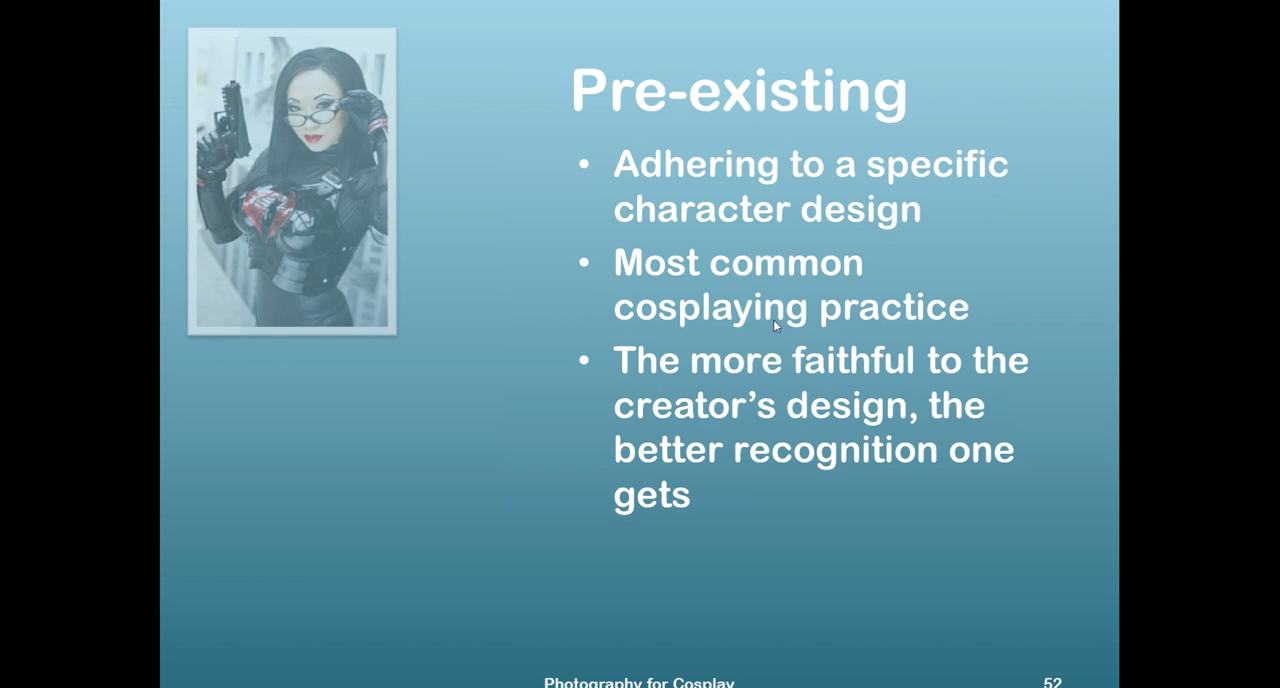 Pre-existing
• Adhering to a specific
character design
• Most common
cosplaying practice
• The more faithful to the
creator’s design, the
better recognition one
gets
Photography for Cosplay
52